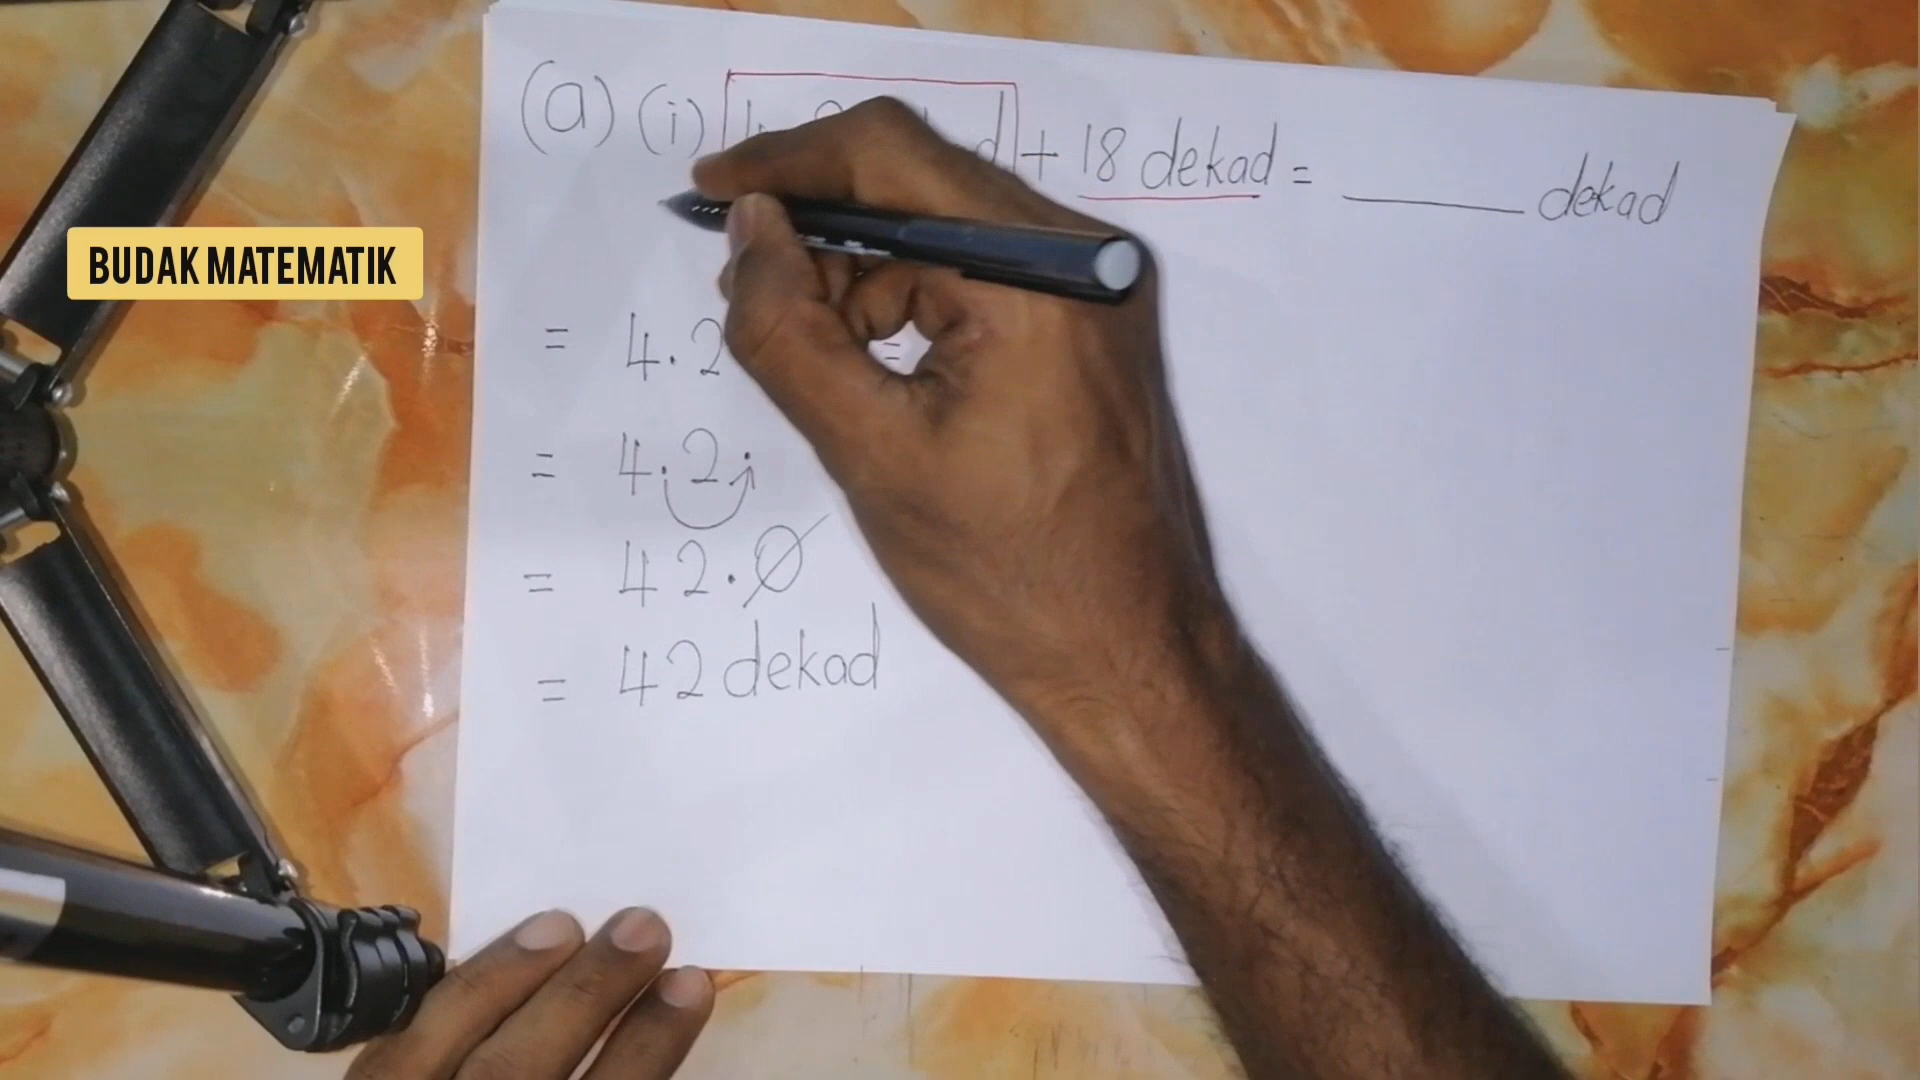 (a) (i) + 18 dekad = ______ dekad
BUDAK MATEMATIK
= 4.2 =
= 4.2.
= 42.0
= 42 dekad